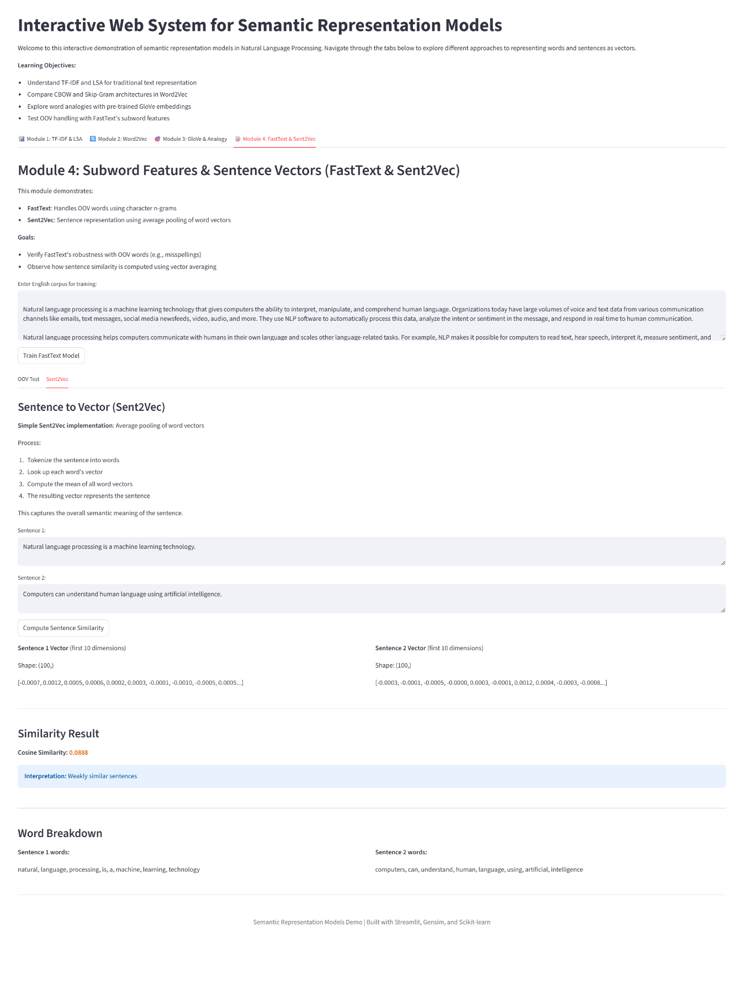 Interactive Web System for Semantic Representation Models
Welcome to this interactive demonstration of semantic representation models in Natural Language Processing. Navigate through the tabs below to explore different approaches to representing words and sentences as vectors.
Learning Objectives:
• Understand TF-IDF and LSA for traditional text representation
• Compare CBOW and Skip-Gram architectures in Word2Vec
• Explore word analogies with pre-trained GloVe embeddings
• Test OOV handling with FastText's subword features
Module 1: TF-IDF & LSA Module 2: Word2Vec Module 3: GloVe & Analogy Module 4: FastText & Sent2Vec
Module 4: Subword Features & Sentence Vectors (FastText & Sent2Vec)
This module demonstrates:
• FastText: Handles OOV words using character n-grams
• Sent2Vec: Sentence representation using average pooling of word vectors
Goals:
• Verify FastText's robustness with OOV words (e.g., misspellings)
• Observe how sentence similarity is computed using vector averaging
Enter English corpus for training:
Natural language processing is a machine learning technology that gives computers the ability to interpret, manipulate, and comprehend human language. Organizations today have large volumes of voice and text data from various communication
channels like emails, text messages, social media newsfeeds, video, audio, and more. They use NLP software to automatically process this data, analyze the intent or sentiment in the message, and respond in real time to human communication.
Natural language processing helps computers communicate with humans in their own language and scales other language-related tasks. For example, NLP makes it possible for computers to read text, hear speech, interpret it, measure sentiment, and
Train FastText Model
OOV Test Sent2Vec
Sentence to Vector (Sent2Vec)
Simple Sent2Vec implementation: Average pooling of word vectors
Process:
1. Tokenize the sentence into words
2. Look up each word's vector
3. Compute the mean of all word vectors
4. The resulting vector represents the sentence
This captures the overall semantic meaning of the sentence.
Sentence 1:
Natural language processing is a machine learning technology.
Sentence 2:
Computers can understand human language using artificial intelligence.
Compute Sentence Similarity
Sentence 1 Vector (first 10 dimensions)
Shape: (100,)
[-0.0007, 0.0012, 0.0005, 0.0006, 0.0002, 0.0003, -0.0001, -0.0010, -0.0005, 0.0005...]
Sentence 2 Vector (first 10 dimensions)
Shape: (100,)
[-0.0003, -0.0001, -0.0005, -0.0000, 0.0003, -0.0001, 0.0012, 0.0004, -0.0003, -0.0008...]
Similarity Result
Cosine Similarity: 0.0888
Interpretation: Weakly similar sentences
Word Breakdown
Sentence 1 words:
natural, language, processing, is, a, machine, learning, technology
Sentence 2 words:
computers, can, understand, human, language, using, artificial, intelligence
Semantic Representation Models Demo | Built with Streamlit, Gensim, and Scikit-learn